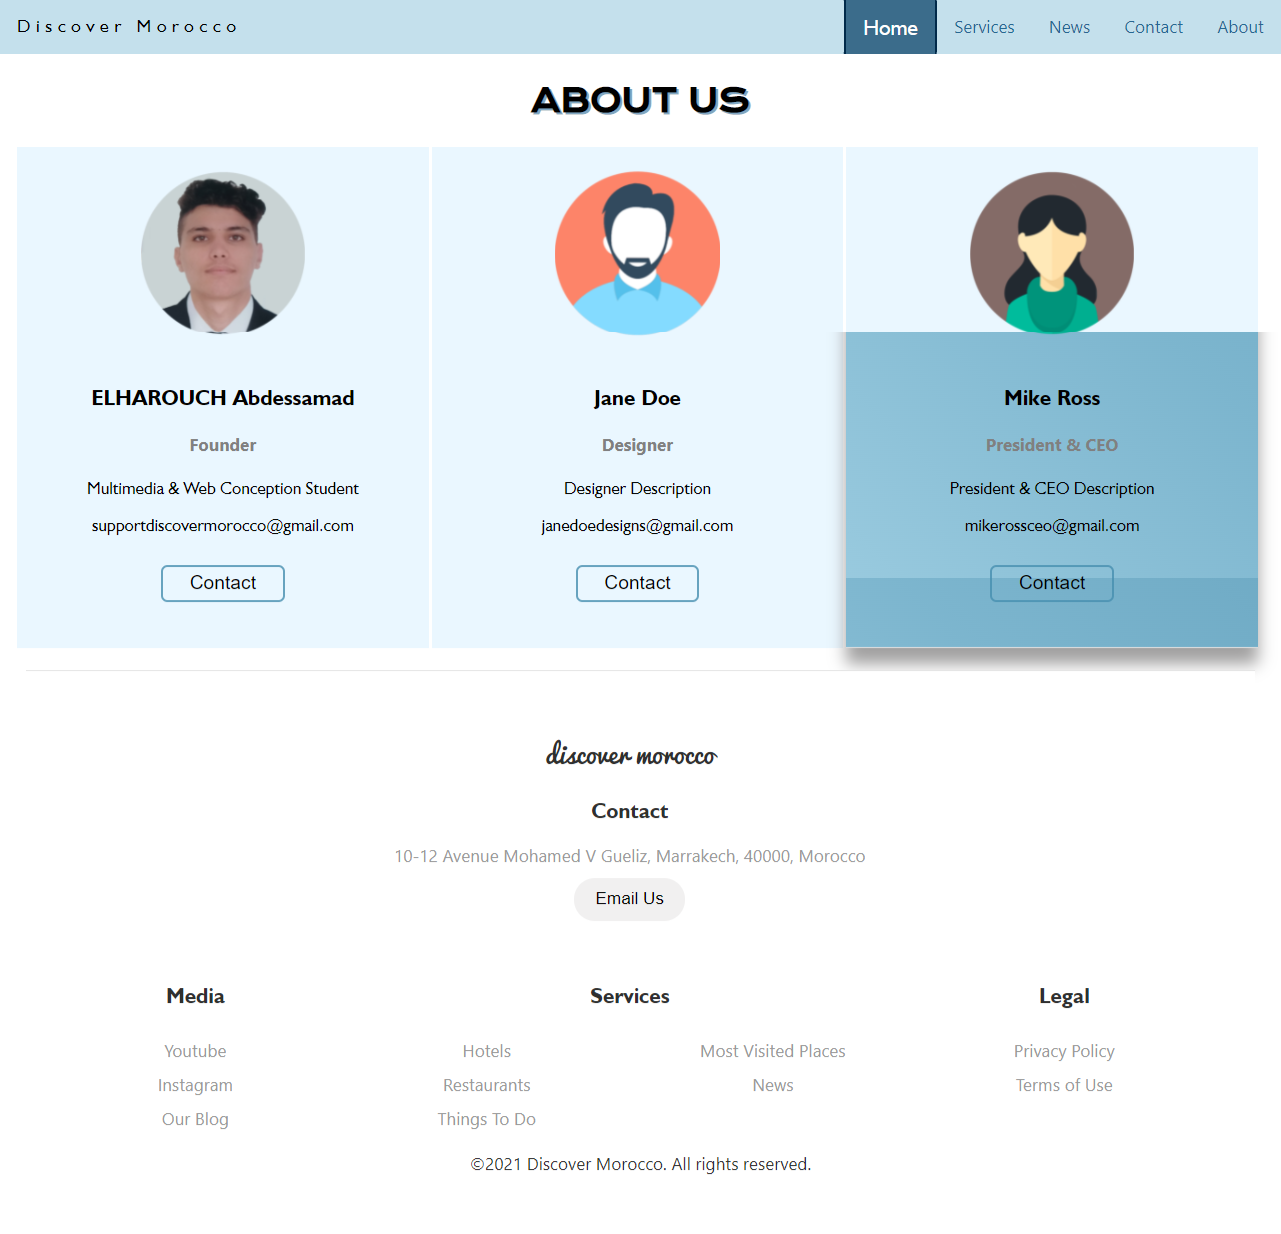 Discover Morocco
Home Services News Contact About
ABOUT US
ELHAROUCH Abdessamad
Founder
Multimedia & Web Conception Student
supportdiscovermorocco@gmail.com
Contact
Jane Doe
Designer
Designer Description
janedoedesigns@gmail.com
Contact
Mike Ross
President & CEO
President & CEO Description
mikerossceo@gmail.com
Contact
discover morocco
Contact
10-12 Avenue Mohamed V Gueliz, Marrakech, 40000, Morocco
Email Us
Media
Youtube
Instagram
Our Blog
Services
Hotels
Restaurants
Things To Do
Most Visited Places
News
Legal
Privacy Policy
Terms of Use
©2021 Discover Morocco. All rights reserved.